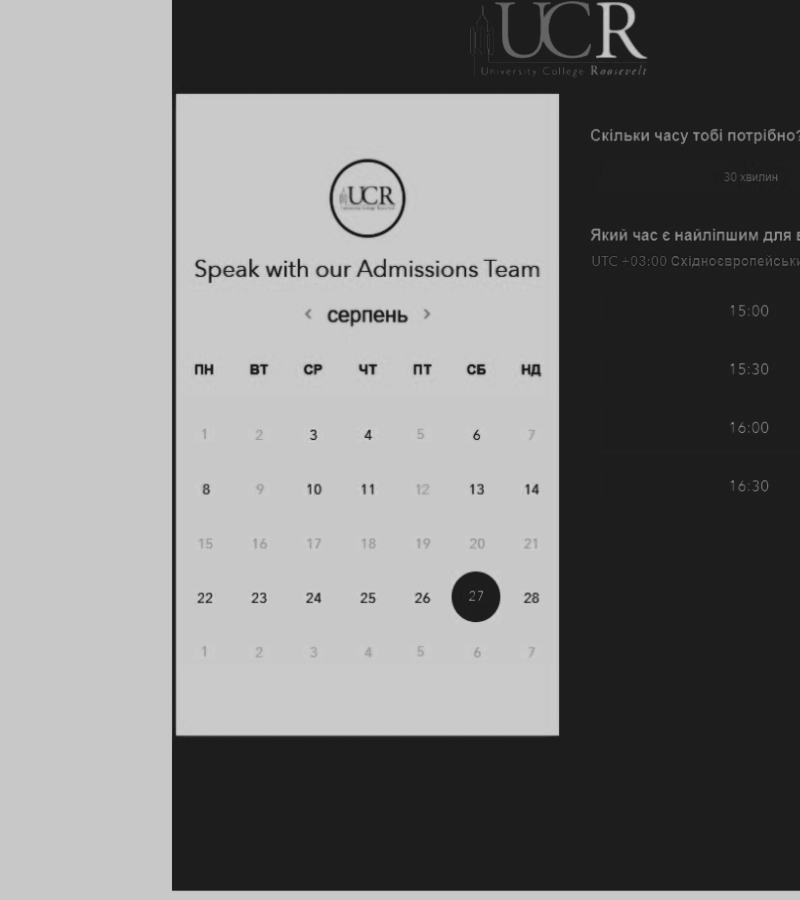 UCR
University College Roosevelt
UCR
Speak with our Admissions Team
< серпень >
ПН ВТ СР ЧТ ПТ СБ НД
1 2 3 4 5 6 7
8 9 10 11 12 13 14
15 16 17 18 19 20 21
22 23 24 25 26 27 28
1 2 3 4 5 6 7
Скільки часу тобі потрібно?
30 хвилин
Який час є найліпшим для
UTC +03:00
15:00
15:30
16:00
16:30